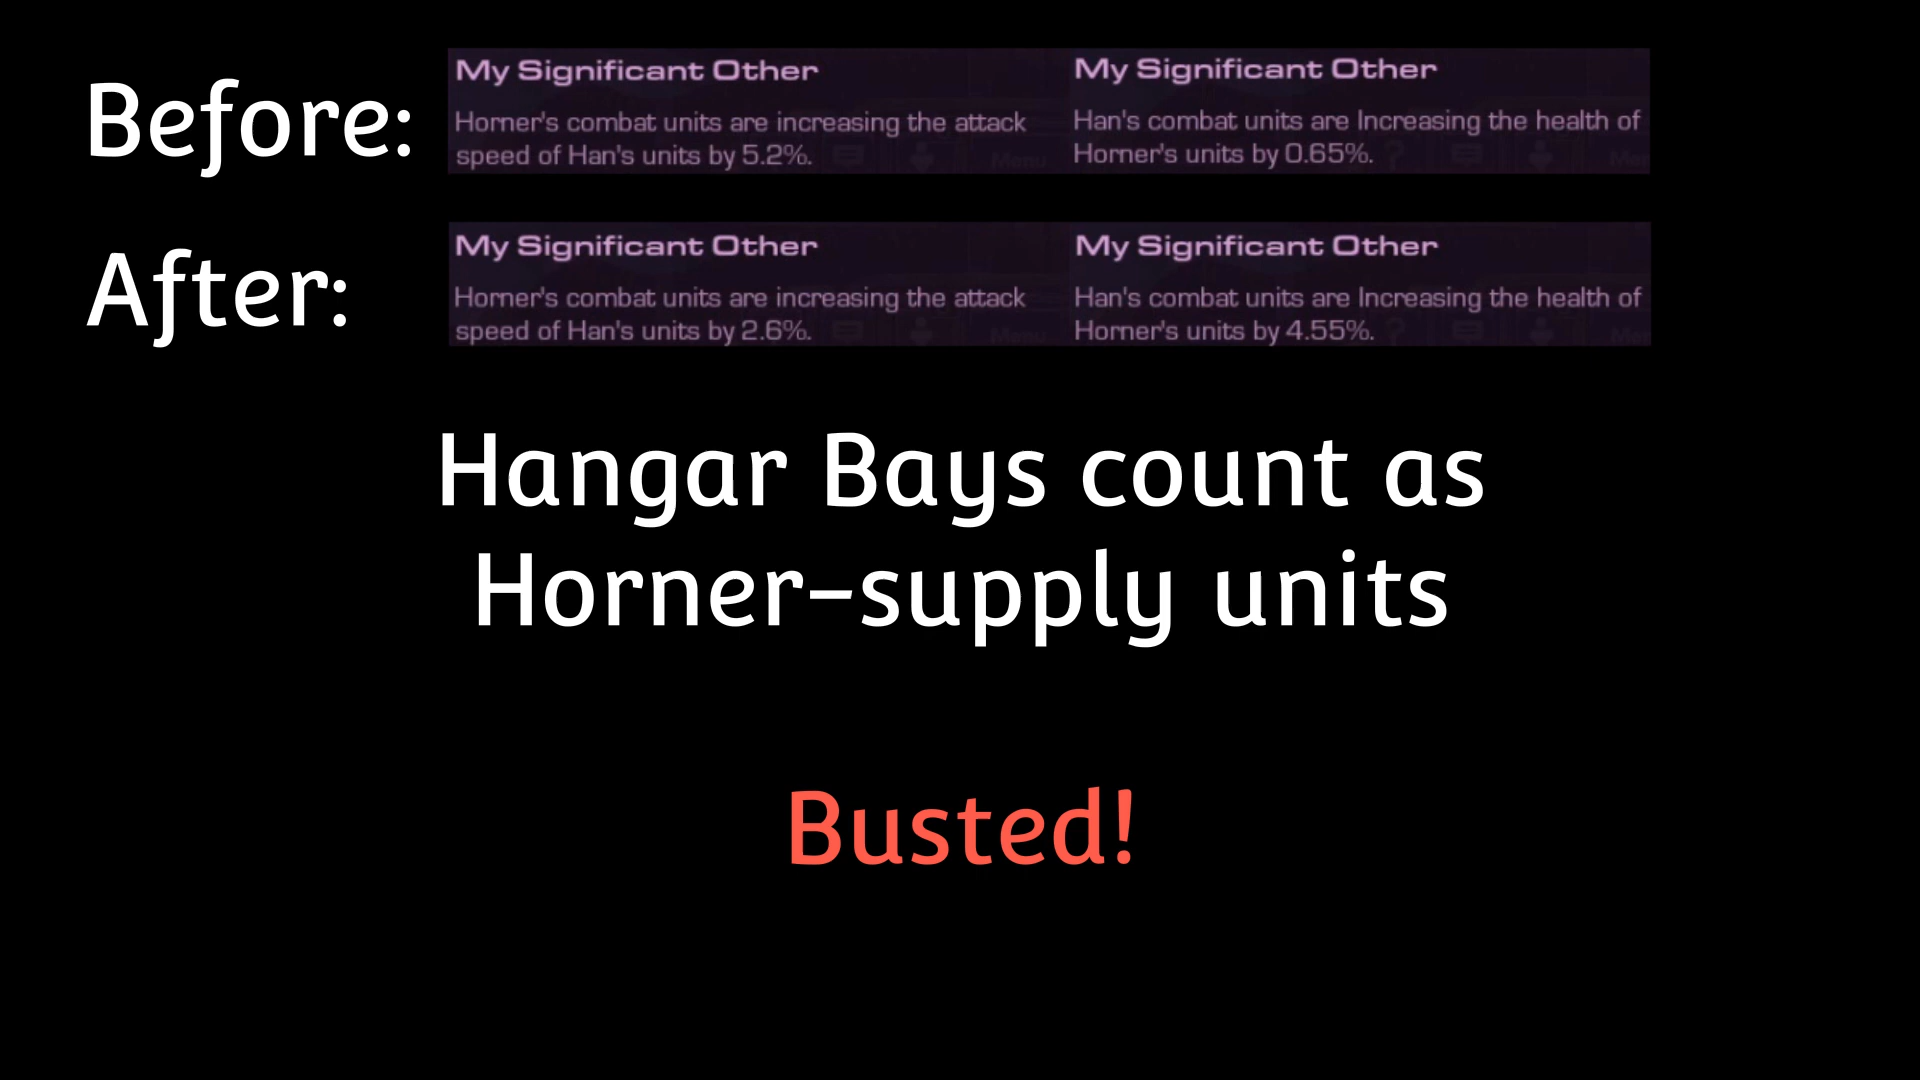 Before:
My Significant Other
Horner's combat units are increasing the attack
speed of Han's units by 5.2%.
My Significant Other
Han's combat units are Increasing the health of
Horner's units by 0.65%.
After:
My Significant Other
Horner's combat units are increasing the attack
speed of Han's units by 2.6%.
My Significant Other
Han's combat units are Increasing the health of
Horner's units by 4.55%.
Hangar Bays count as
Horner-supply units
Busted!